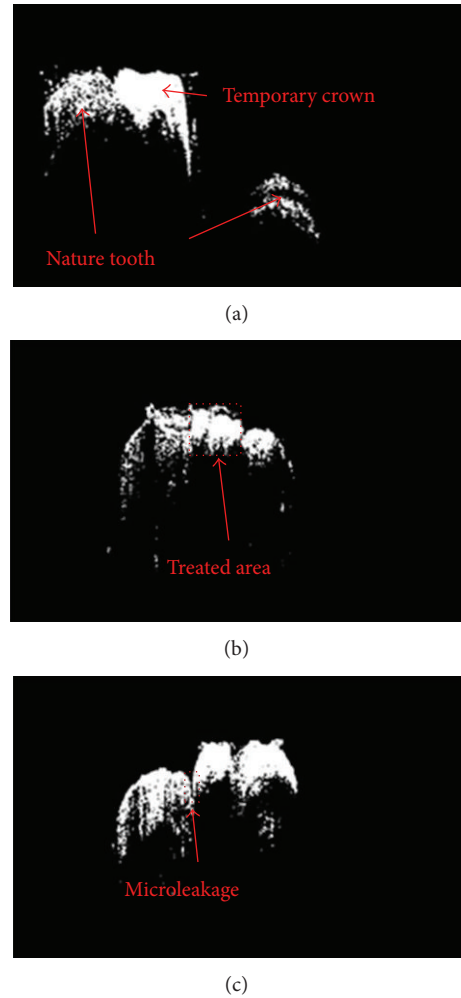 Temporary crown
Nature tooth
(a)
Treated area
(b)
Microleakage
(c)